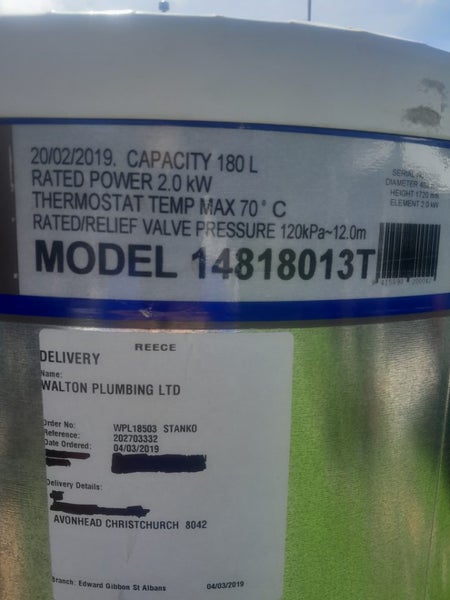 20/02/2019. CAPACITY 180 L
RATED POWER 2.0 kW
THERMOSTAT TEMP MAX 70° C
RATED/RELIEF VALVE PRESSURE 120kPa~12.0m
MODEL 14818013T
SERIAL
DIAMETER
HEIGHT 1720 mm
ELEMENT 2.0 kW
REECE
DELIVERY
Name:
WALTON PLUMBING LTD
Order No: WPL18503 STANKO
Reference: 202703332
Date Ordered: 04/03/2019
Delivery Details:
AVONHEAD CHRISTCHURCH 8042
Branch: Edward Gibbon St Albans 04/03/2019